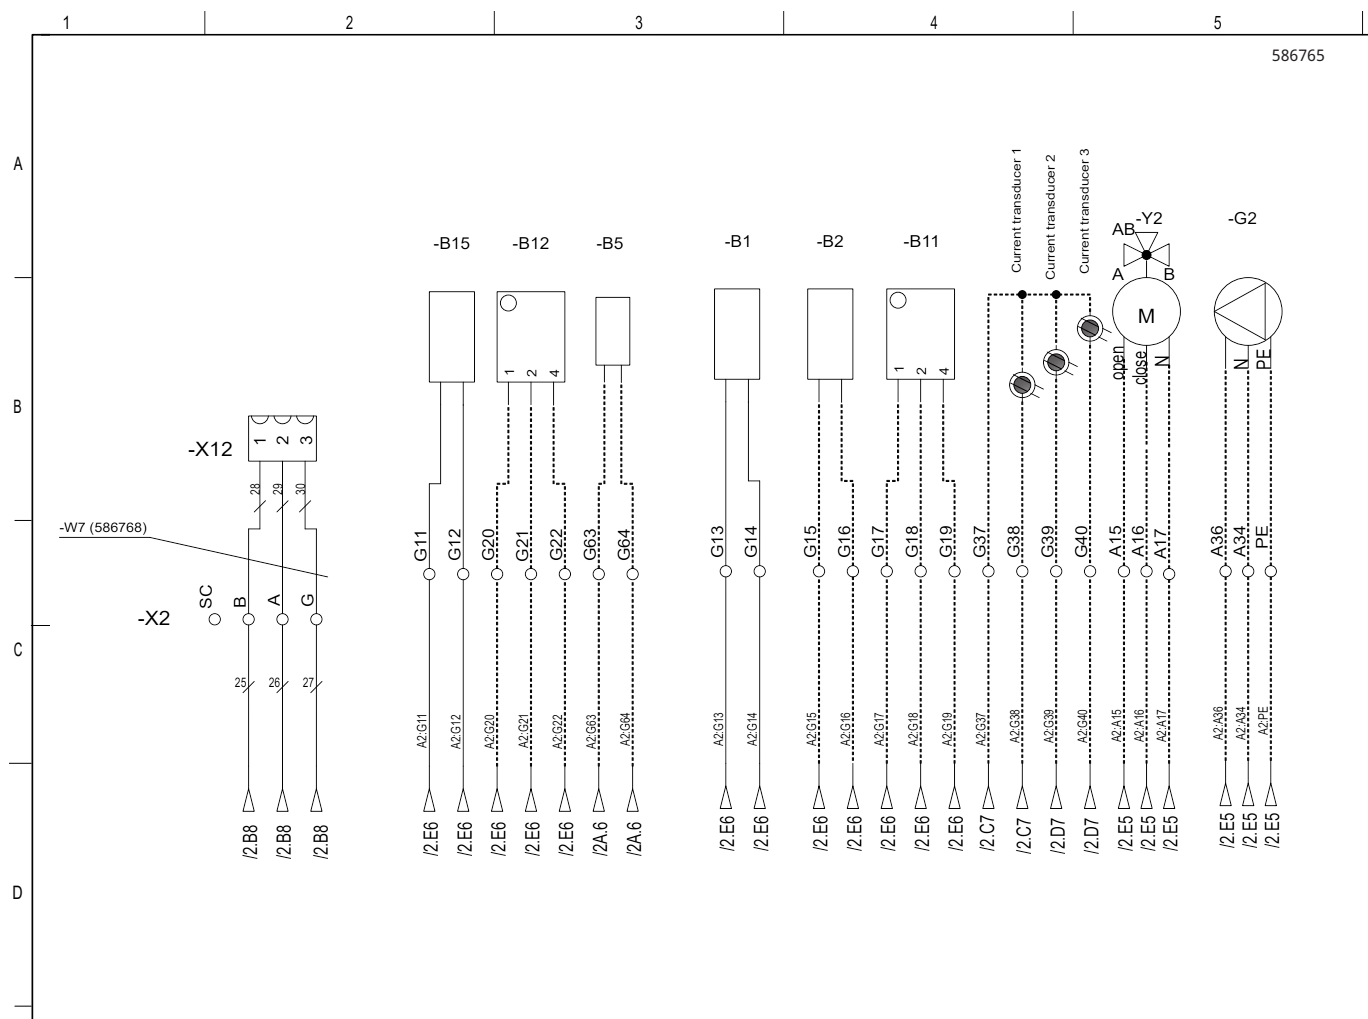 1 2 3 4 5
586765
A
B
C
D
Current transducer 1
Current transducer 2
Current transducer 3
-Y2
AB
A
B
M
open
close
N
-G2
N
PE
-B15
-B12
1 2 4
-B5
-B1
-B2
-B11
1 2 4
-X12
1 2 3
28 29 30
-W7 (586768)
-X2
SC B A G
25 26 27
G11 G12 G20 G21 G22 G63 G64 G13 G14 G15 G16 G17 G18 G19 G37 G38 G39 G40 A15 A16 A17 A36 A34 PE
A2:G11 A2:G12 A2:G20 A2:G21 A2:G22 A2:G63 A2:G64 A2:G13 A2:G14 A2:G15 A2:G16 A2:G17 A2:G18 A2:G19 A2:G37 A2:G38 A2:G39 A2:G40 A2:A15 A2:A16 A2:A17 A2:A36 A2:A34 A2:PE
/2.B8 /2.B8 /2.B8 /2.E6 /2.E6 /2.E6 /2.E6 /2.E6 /2A.6 /2A.6 /2.E6 /2.E6 /2.E6 /2.E6 /2.E6 /2.E6 /2.E6 /2.C7 /2.C7 /2.D7 /2.D7 /2.E5 /2.E5 /2.E5 /2.E5 /2.E5 /2.E5